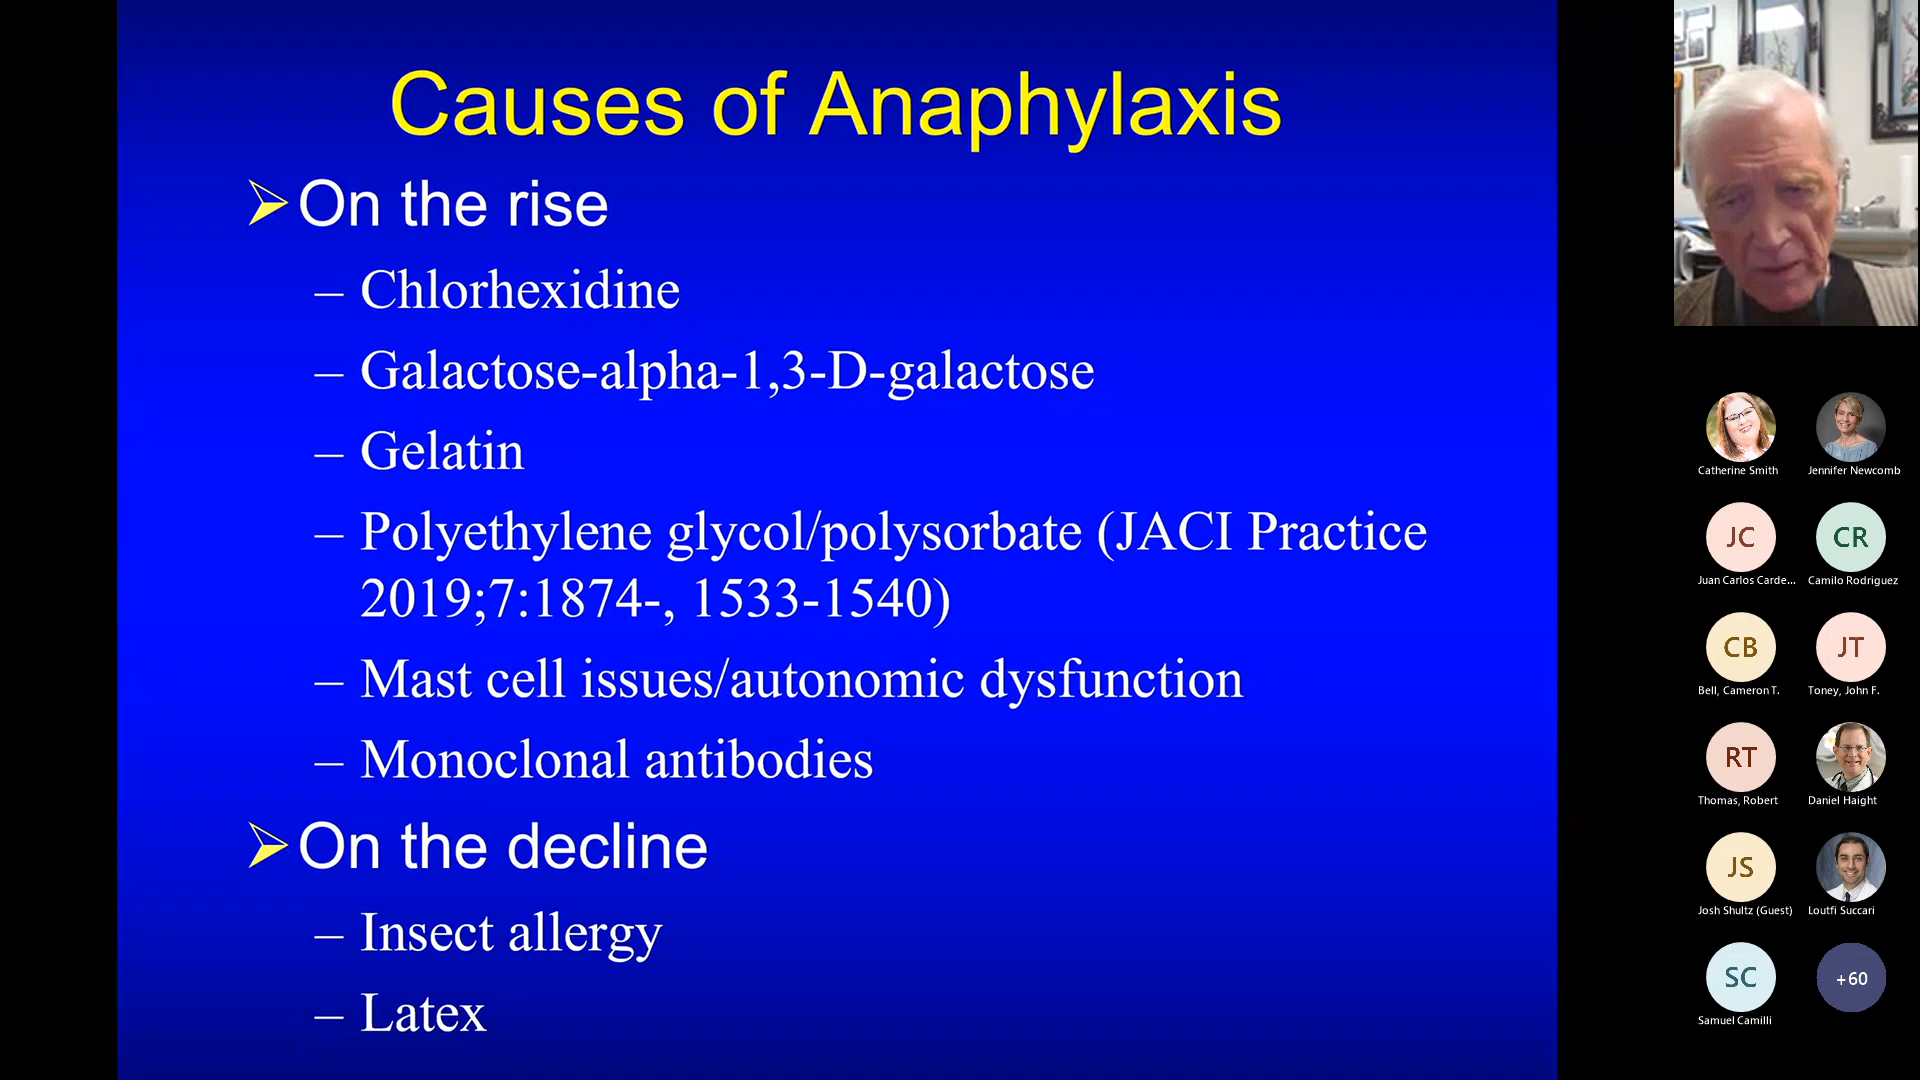 Causes of Anaphylaxis
On the rise
– Chlorhexidine
– Galactose-alpha-1,3-D-galactose
– Gelatin
– Polyethylene glycol/polysorbate (JACI Practice
2019;7:1874-, 1533-1540)
– Mast cell issues/autonomic dysfunction
– Monoclonal antibodies
On the decline
– Insect allergy
– Latex
Catherine Smith
Jennifer Newcomb
JC
CR
Juan Carlos Carde...
Camilo Rodriguez
CB
JT
Bell, Cameron T.
Toney, John F.
RT
Thomas, Robert
Daniel Haight
JS
Josh Shultz (Guest)
Loutfi Succari
SC
+60
Samuel Camilli